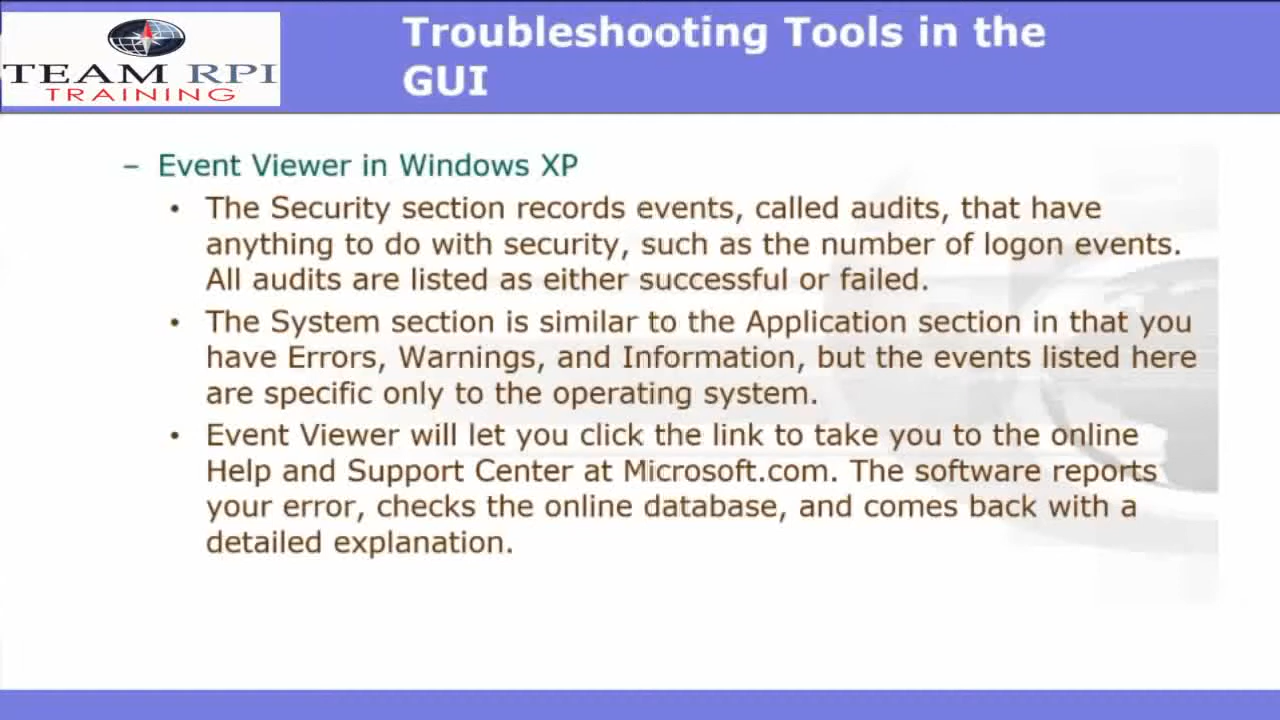 TEAM RPI
TRAINING
Troubleshooting Tools in the
GUI
– Event Viewer in Windows XP
• The Security section records events, called audits, that have
anything to do with security, such as the number of logon events.
All audits are listed as either successful or failed.
• The System section is similar to the Application section in that you
have Errors, Warnings, and Information, but the events listed here
are specific only to the operating system.
• Event Viewer will let you click the link to take you to the online
Help and Support Center at Microsoft.com. The software reports
your error, checks the online database, and comes back with a
detailed explanation.